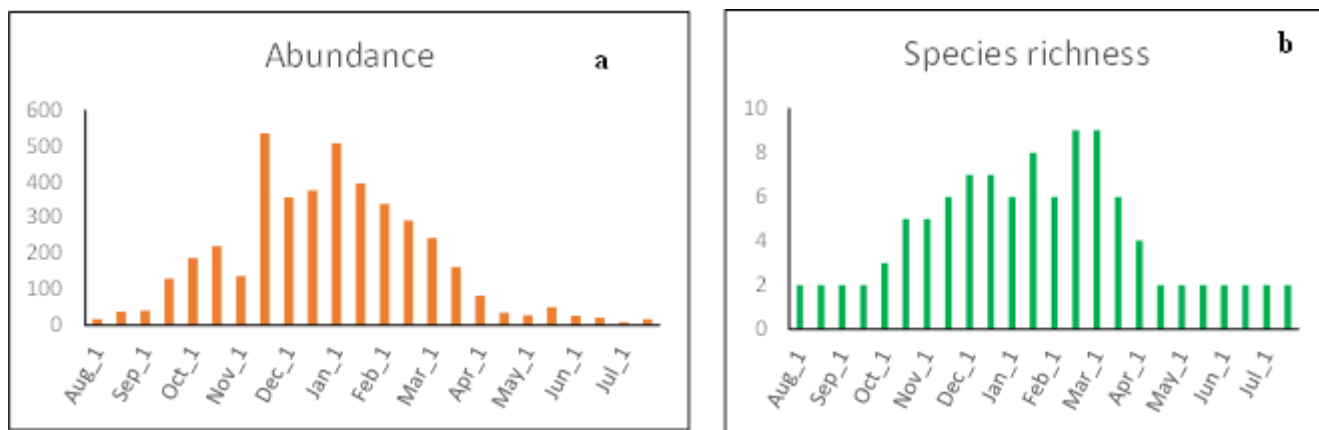 Abundance
a
600
500
400
300
200
100
0
Aug_1
Sep_1
Oct_1
Nov_1
Dec_1
Jan_1
Feb_1
Mar_1
Apr_1
May_1
Jun_1
Jul_1
Species richness
b
10
8
6
4
2
0
Aug_1
Sep_1
Oct_1
Nov_1
Dec_1
Jan_1
Feb_1
Mar_1
Apr_1
May_1
Jun_1
Jul_1